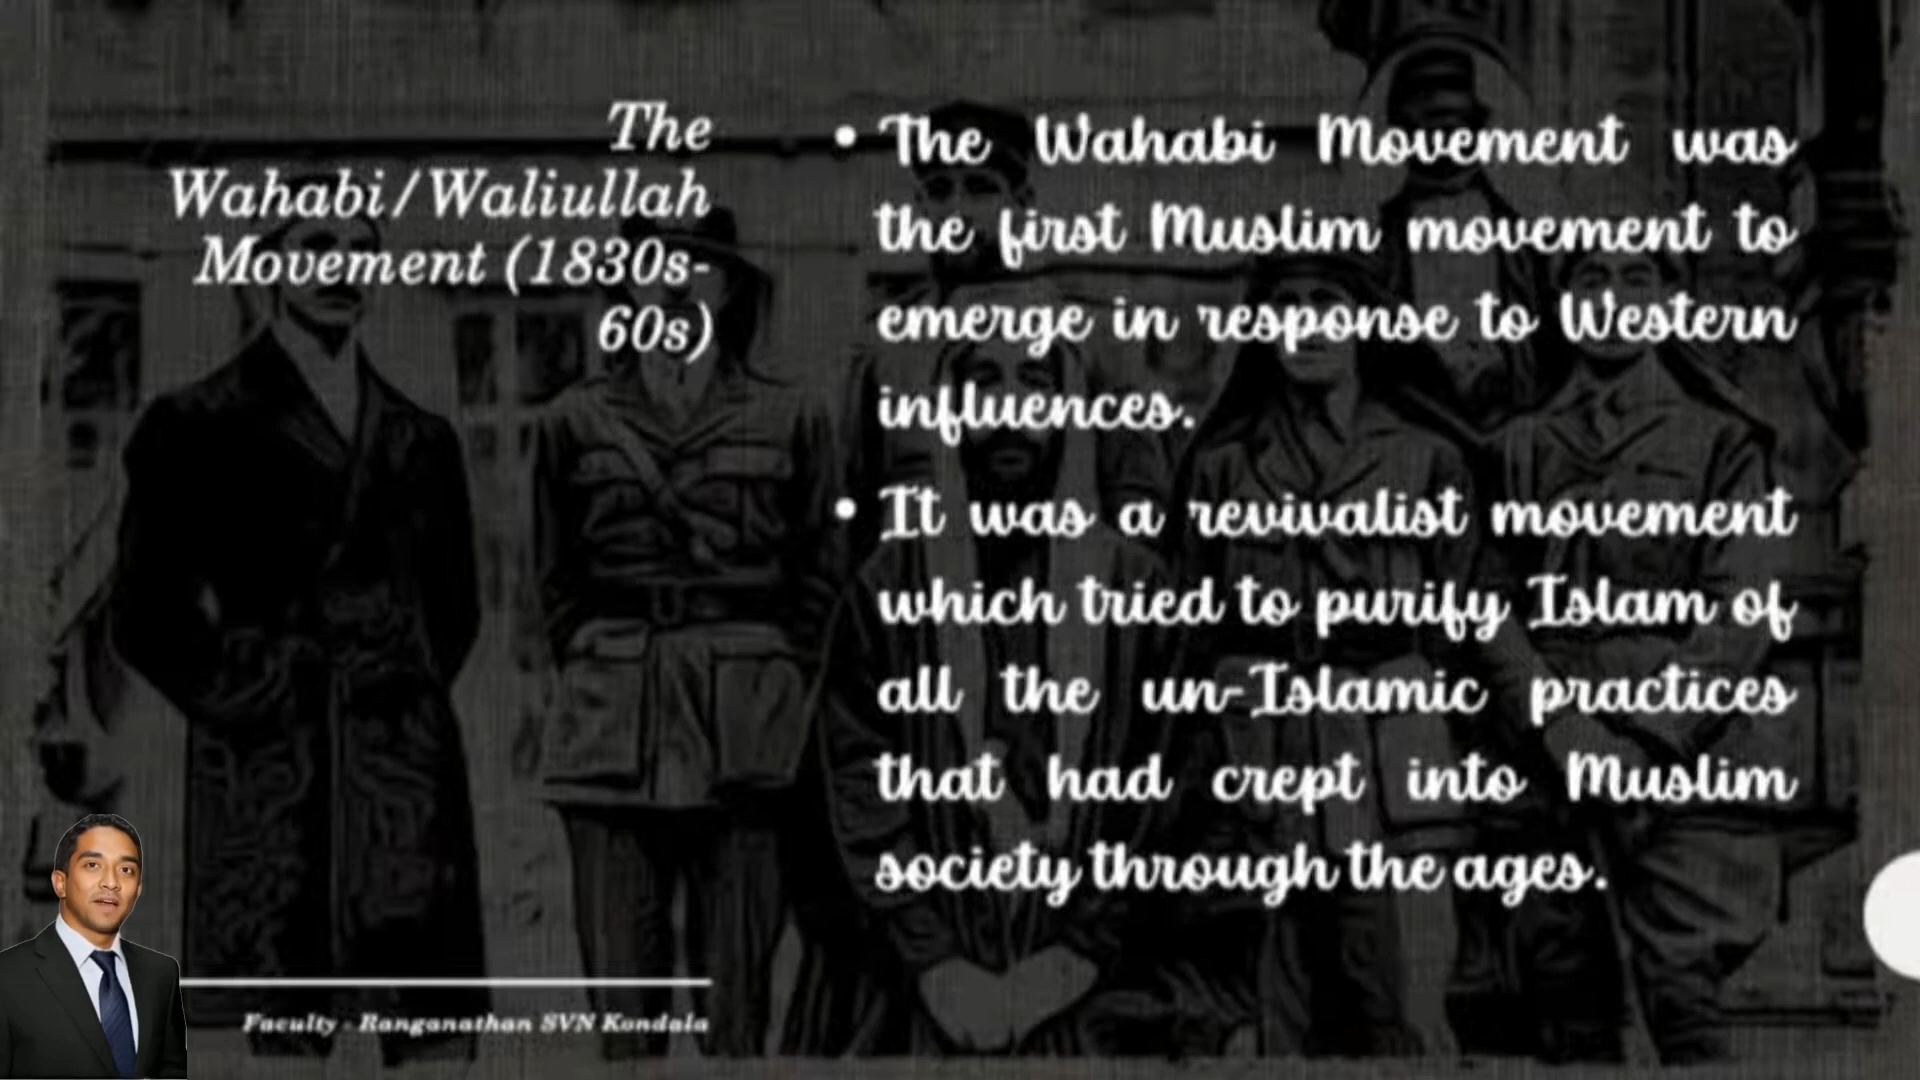 The
Wahabi/Waliullah
Movement (1830s-
60s)
• The Wahabi Movement was
the first Muslim movement to
emerge in response to Western
influences.
• It was a revivalist movement
which tried to purify Islam of
all the un-Islamic practices
that had crept into Muslim
society through the ages.
Faculty - Ranganathan SVN Kondala